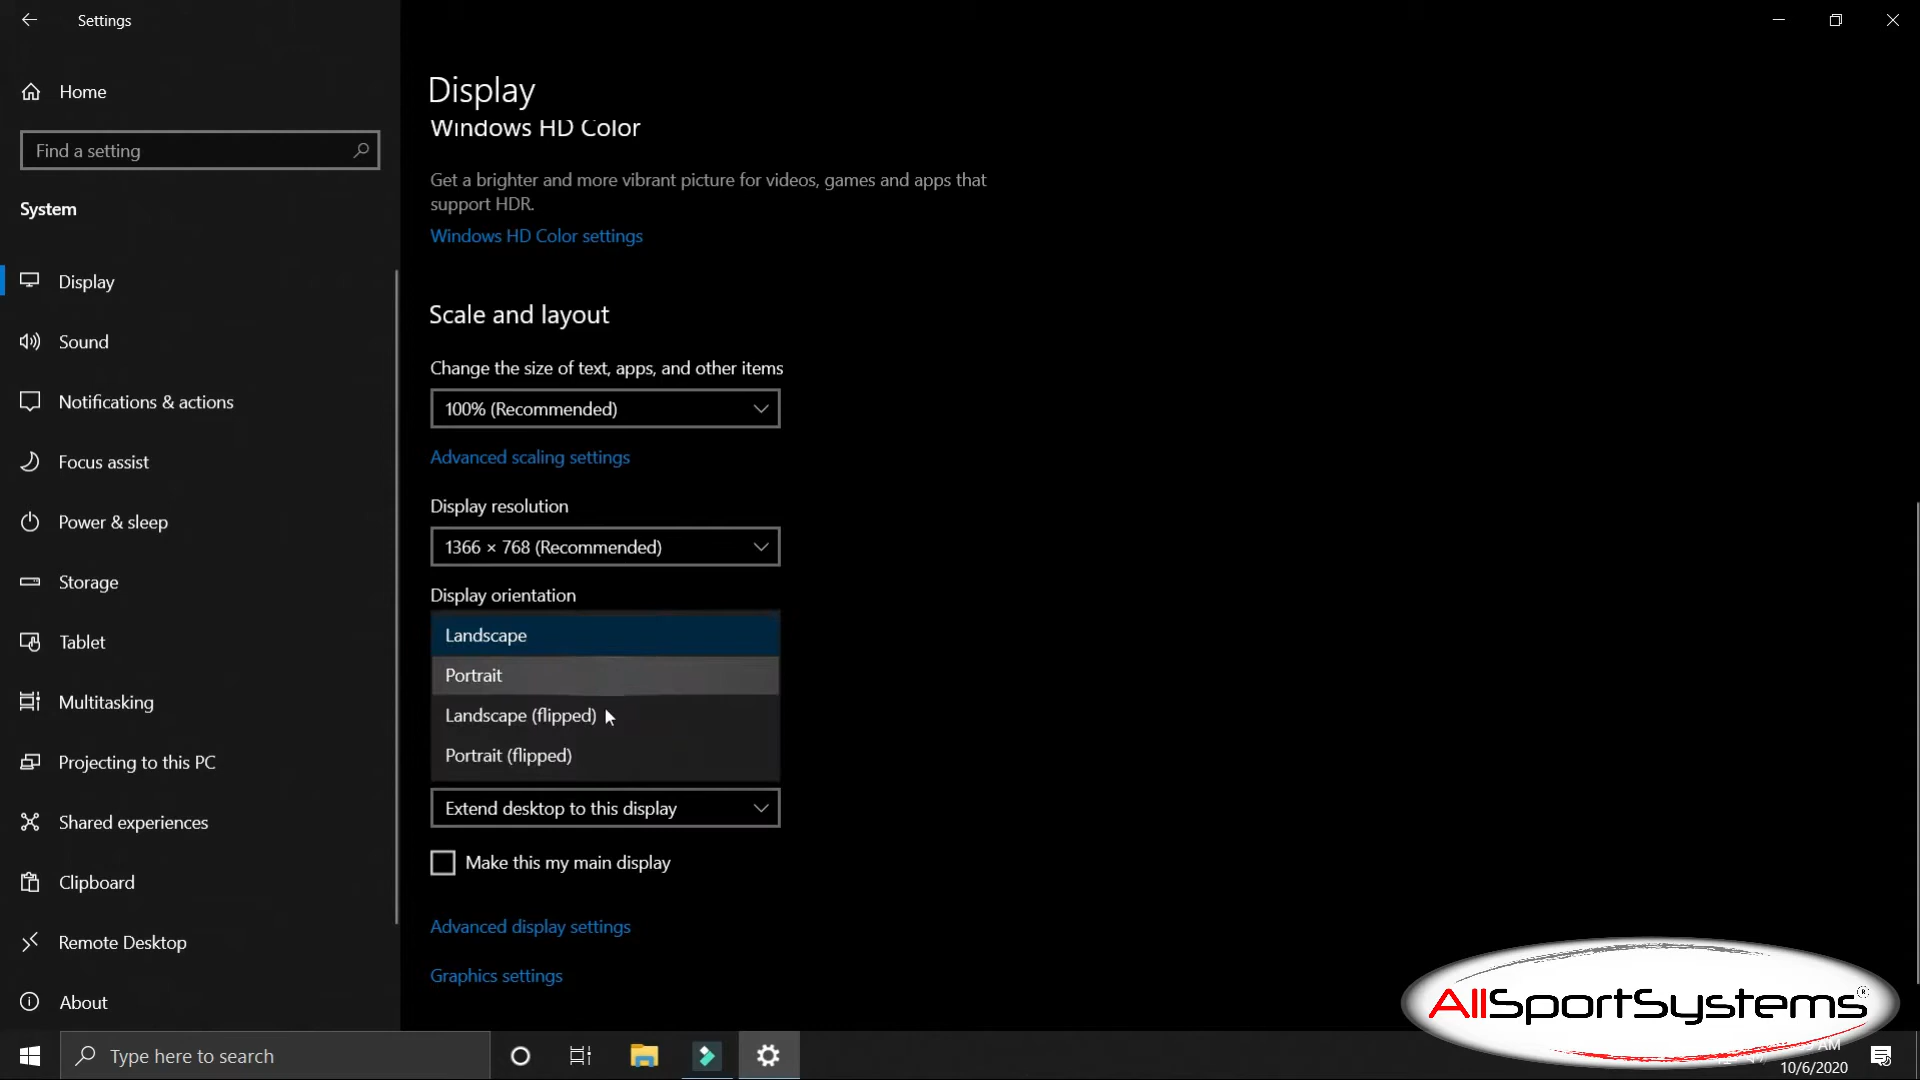 Settings
Home
Find a setting
System
Display
Sound
Notifications & actions
Focus assist
Power & sleep
Storage
Tablet
Multitasking
Projecting to this PC
Shared experiences
Clipboard
Remote Desktop
About
Display
Windows HD Color
Get a brighter and more vibrant picture for videos, games and apps that
support HDR.
Windows HD Color settings
Scale and layout
Change the size of text, apps, and other items
100% (Recommended)
Advanced scaling settings
Display resolution
1366 × 768 (Recommended)
Display orientation
Landscape
Portrait
Landscape (flipped)
Portrait (flipped)
Extend desktop to this display
Make this my main display
Advanced display settings
Graphics settings
AllSportSystems®
Type here to search
AM
10/6/2020